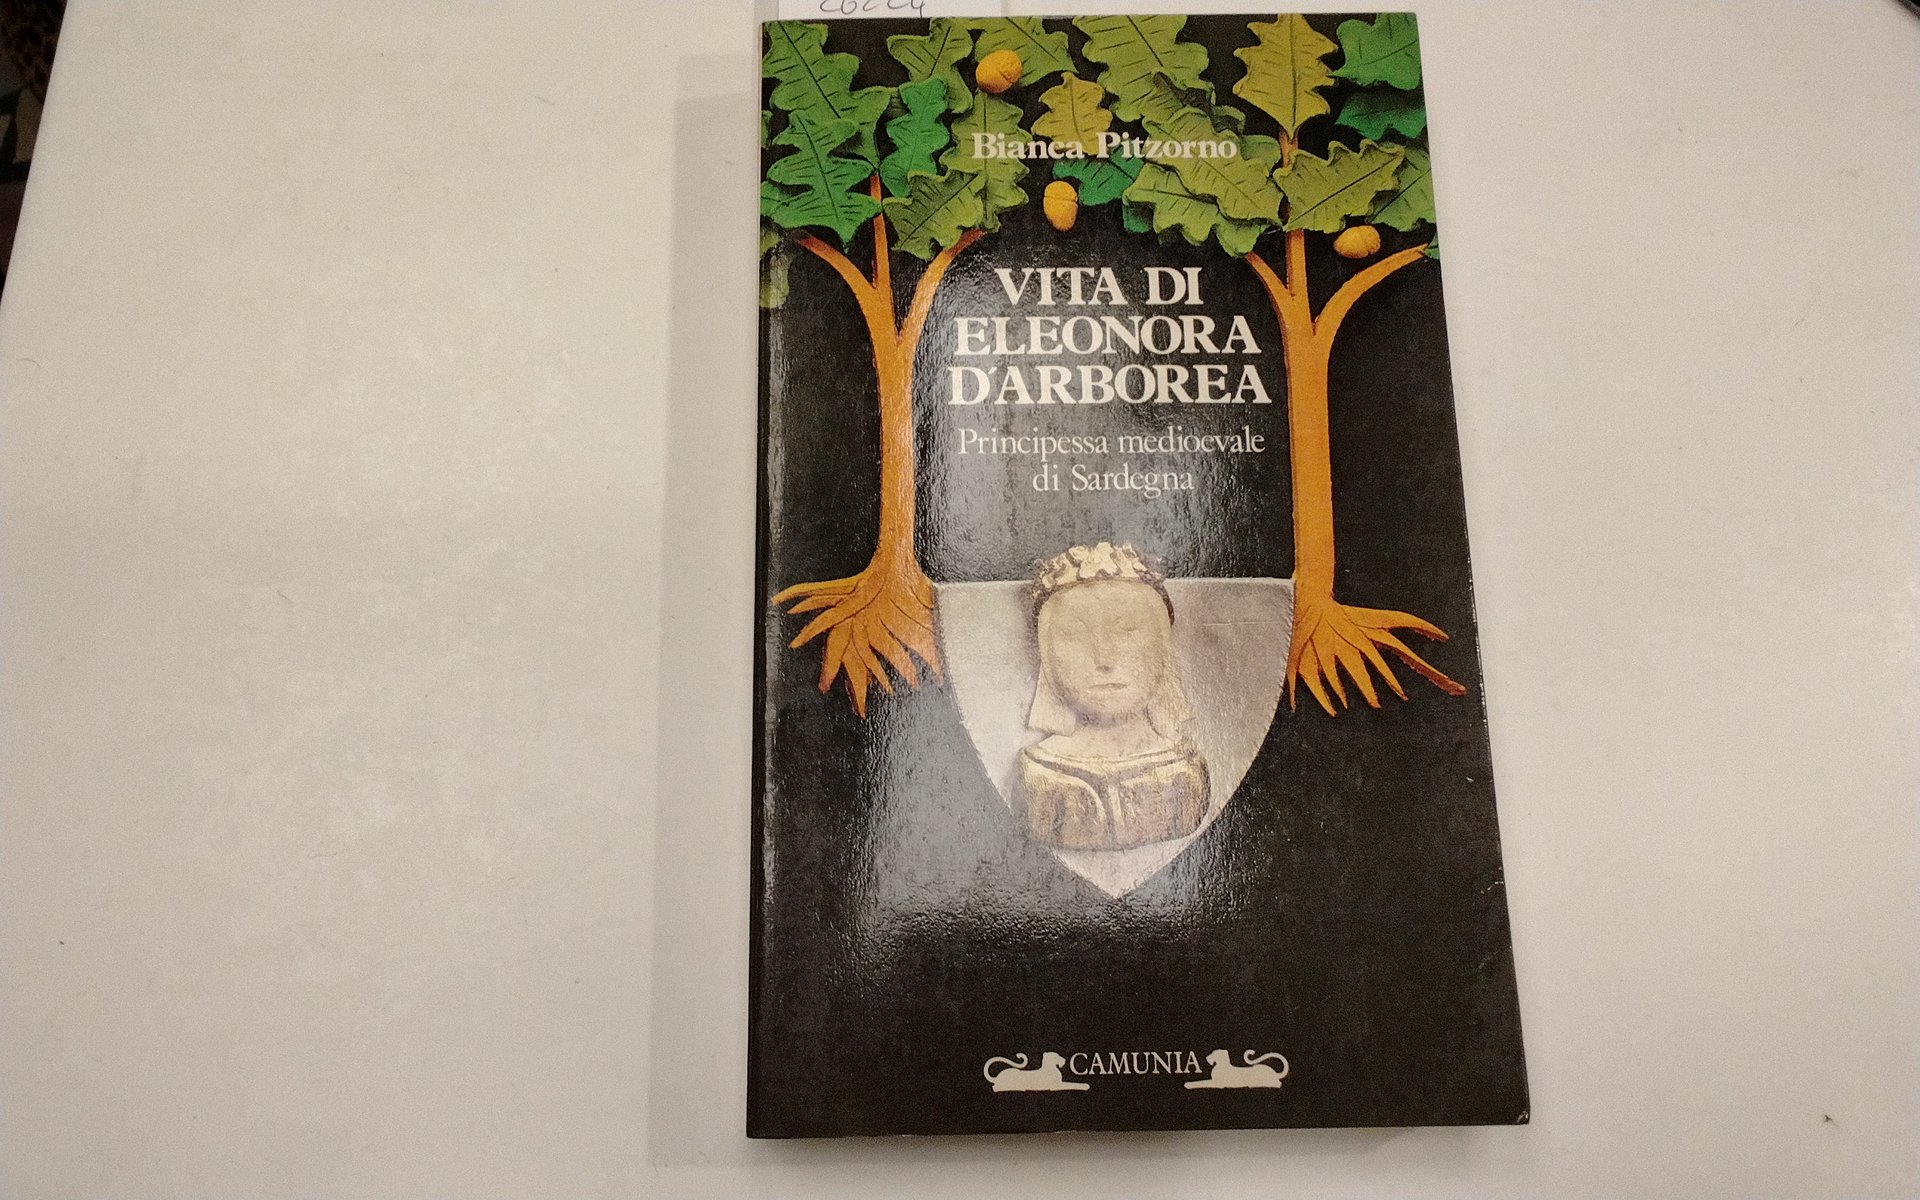 Bianca Pitzorno
VITA DI
ELEONORA
D'ARBOREA
Principessa medioevale
di Sardegna
CAMUNIA